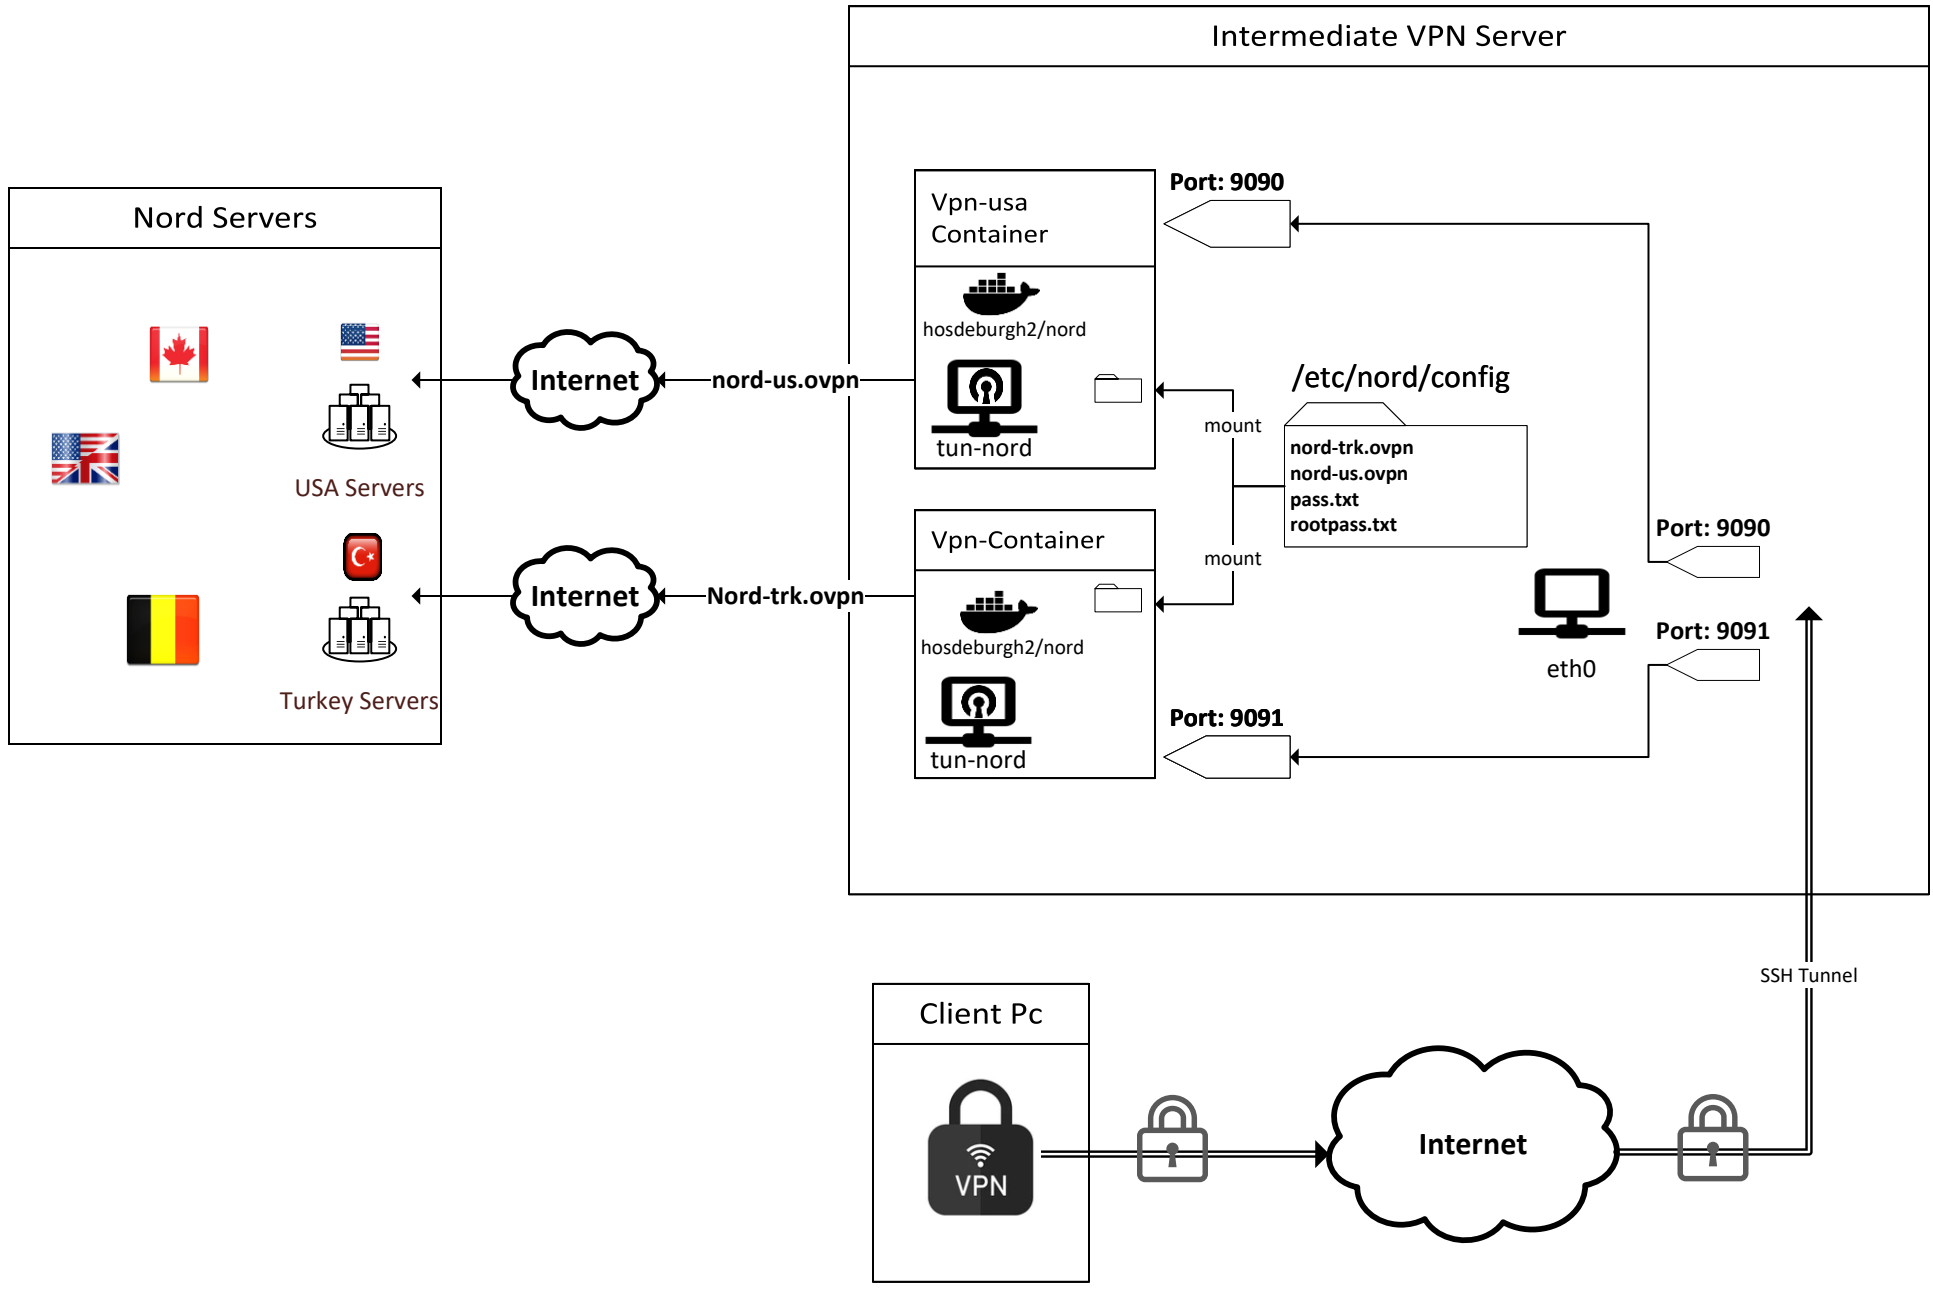 Intermediate VPN Server
Nord Servers
USA Servers
Turkey Servers
Internet
nord-us.ovpn
Internet
Nord-trk.ovpn
Vpn-usa
Container
hosdeburgh2/nord
tun-nord
Port: 9090
Vpn-Container
hosdeburgh2/nord
tun-nord
Port: 9091
mount
mount
/etc/nord/config
nord-trk.ovpn
nord-us.ovpn
pass.txt
rootpass.txt
eth0
Port: 9090
Port: 9091
SSH Tunnel
Client Pc
VPN
Internet